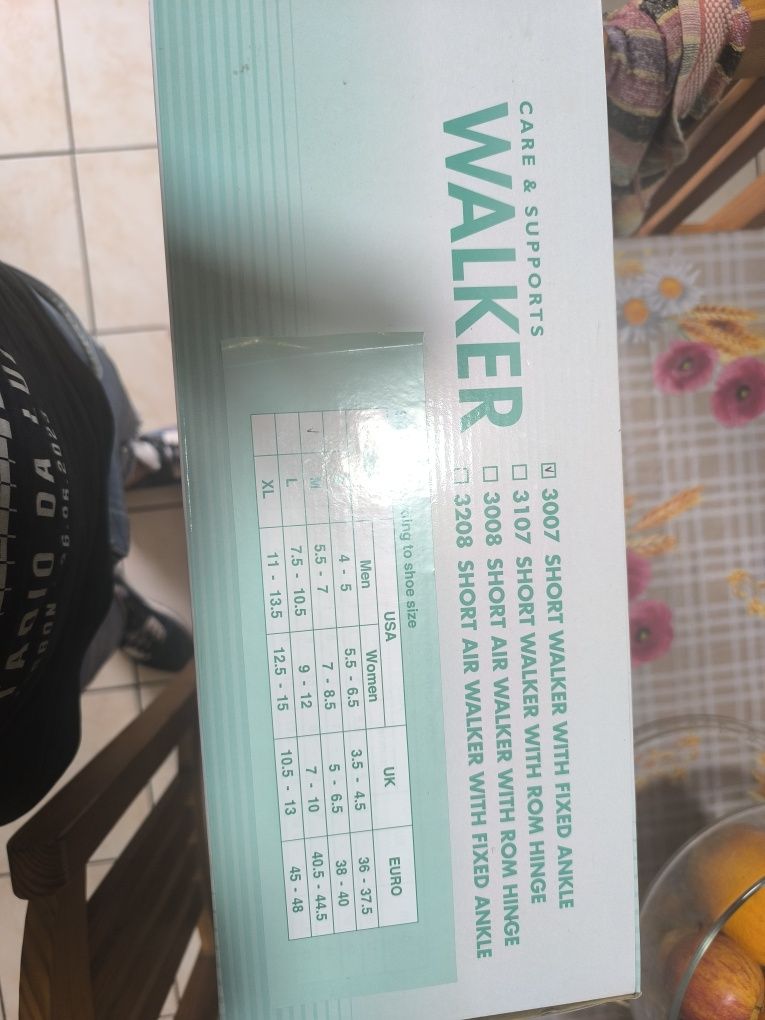 CARE & SUPPORTS
WALKER
☑ 3007 SHORT WALKER WITH FIXED ANKLE
☐ 3107 SHORT WALKER WITH ROM HINGE
☐ 3008 SHORT AIR WALKER WITH ROM HINGE
☐ 3208 SHORT AIR WALKER WITH FIXED ANKLE
to shoe size
USA UK EURO
Men Women
4 - 5 5.5 - 6.5 3.5 - 4.5 36 - 37.5
√ M 5.5 - 7 7 - 8.5 5 - 6.5 38 - 40
L 7.5 - 10.5 9 - 12 7 - 10 40.5 - 44.5
XL 11 - 13.5 12.5 - 15 10.5 - 13 45 - 48
DA